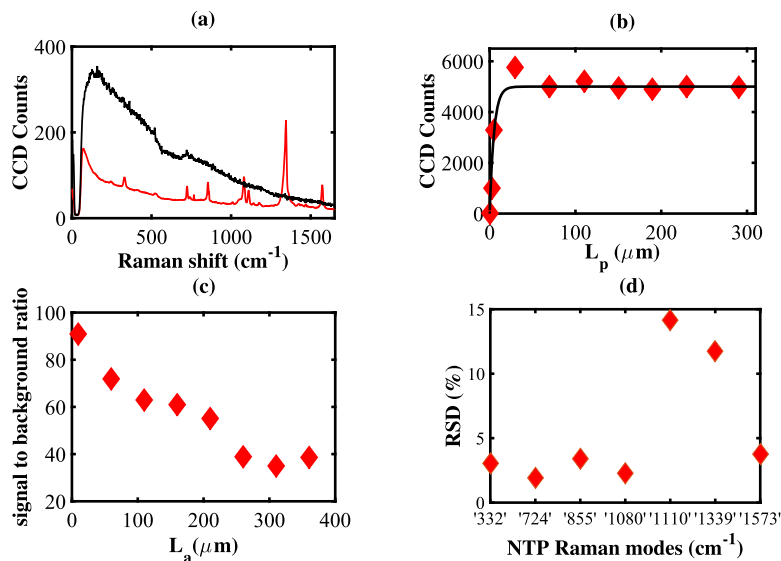 (a)
400
200
0
CCD Counts
0 500 1000 1500
Raman shift (cm⁻¹)
(b)
6000
4000
2000
0
CCD Counts
0 100 200 300
Lₚ (μm)
(c)
100
80
60
40
20
signal to background ratio
0 100 200 300 400
Lₐ (μm)
(d)
15
10
5
0
RSD (%)
'332' '724' '855' '1080' '1110' '1339' '1573'
NTP Raman modes (cm⁻¹)